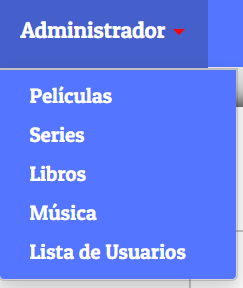 Administrador
Películas
Series
Libros
Música
Lista de Usuarios